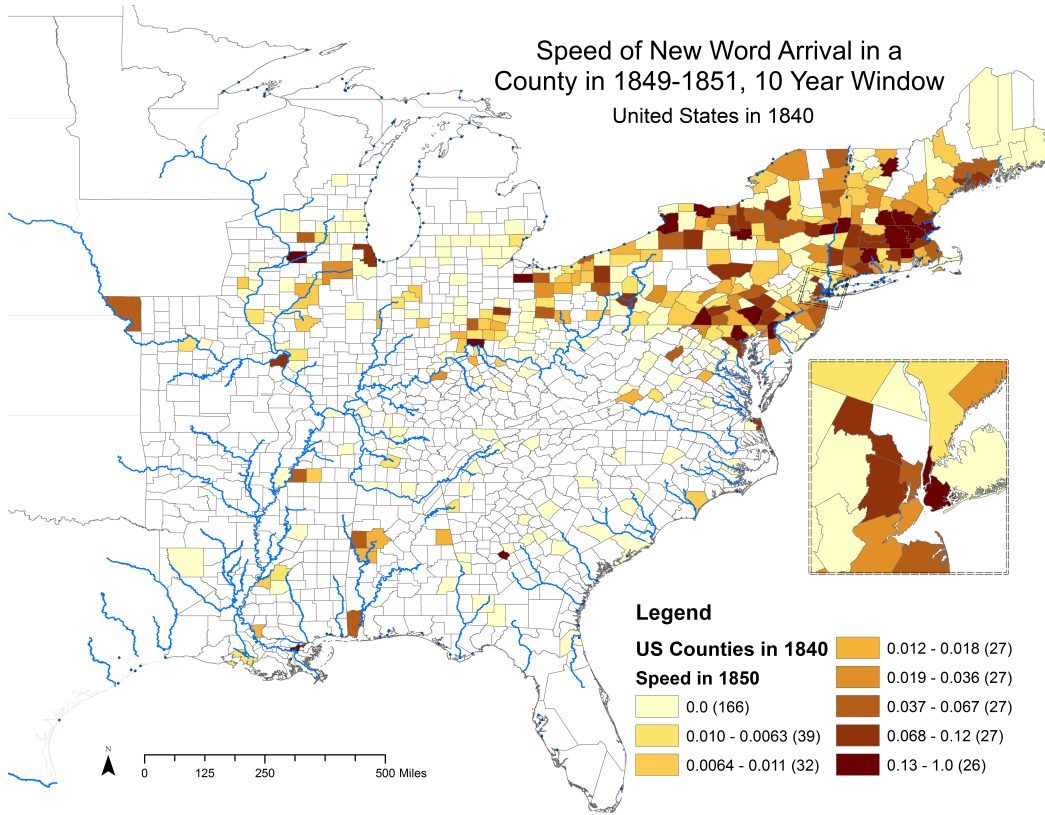 Speed of New Word Arrival in a
County in 1849-1851, 10 Year Window
United States in 1840
Legend
US Counties in 1840
Speed in 1850
0.0 (166)
0.010 - 0.0063 (39)
0.0064 - 0.011 (32)
0.012 - 0.018 (27)
0.019 - 0.036 (27)
0.037 - 0.067 (27)
0.068 - 0.12 (27)
0.13 - 1.0 (26)
N
0 125 250 500 Miles